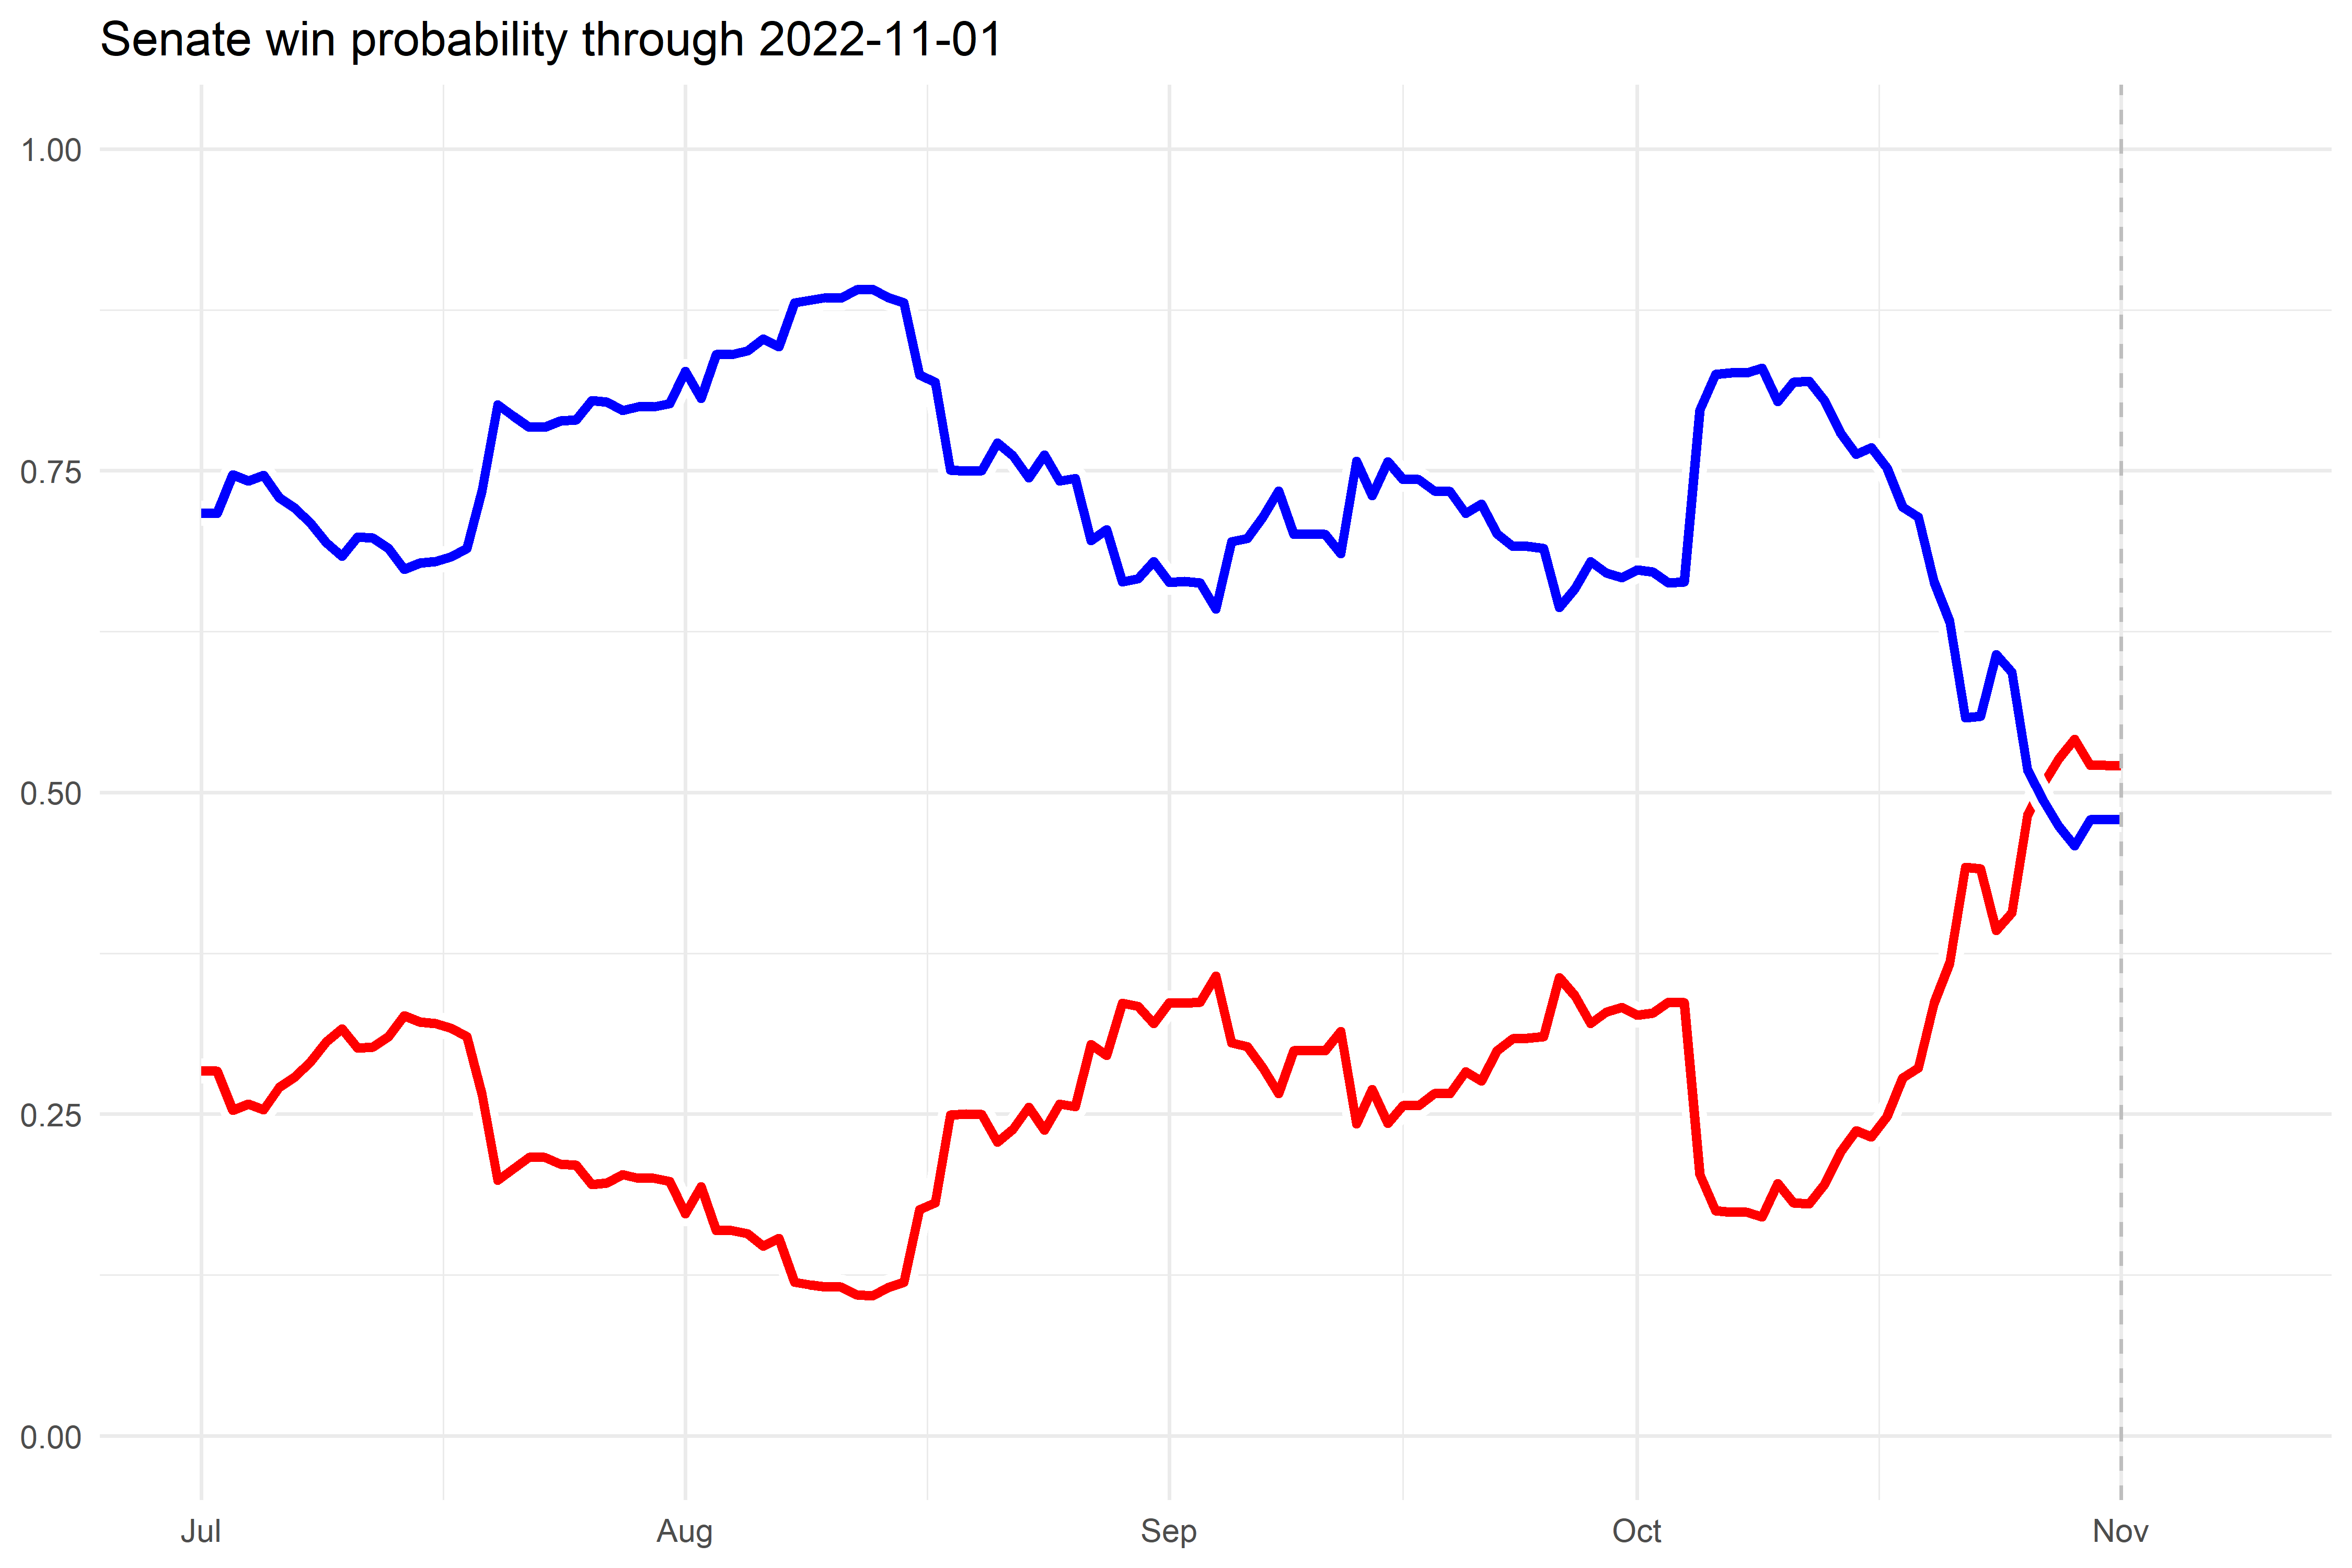 Senate win probability through 2022-11-01
1.00
0.75
0.50
0.25
0.00
Jul Aug Sep Oct Nov